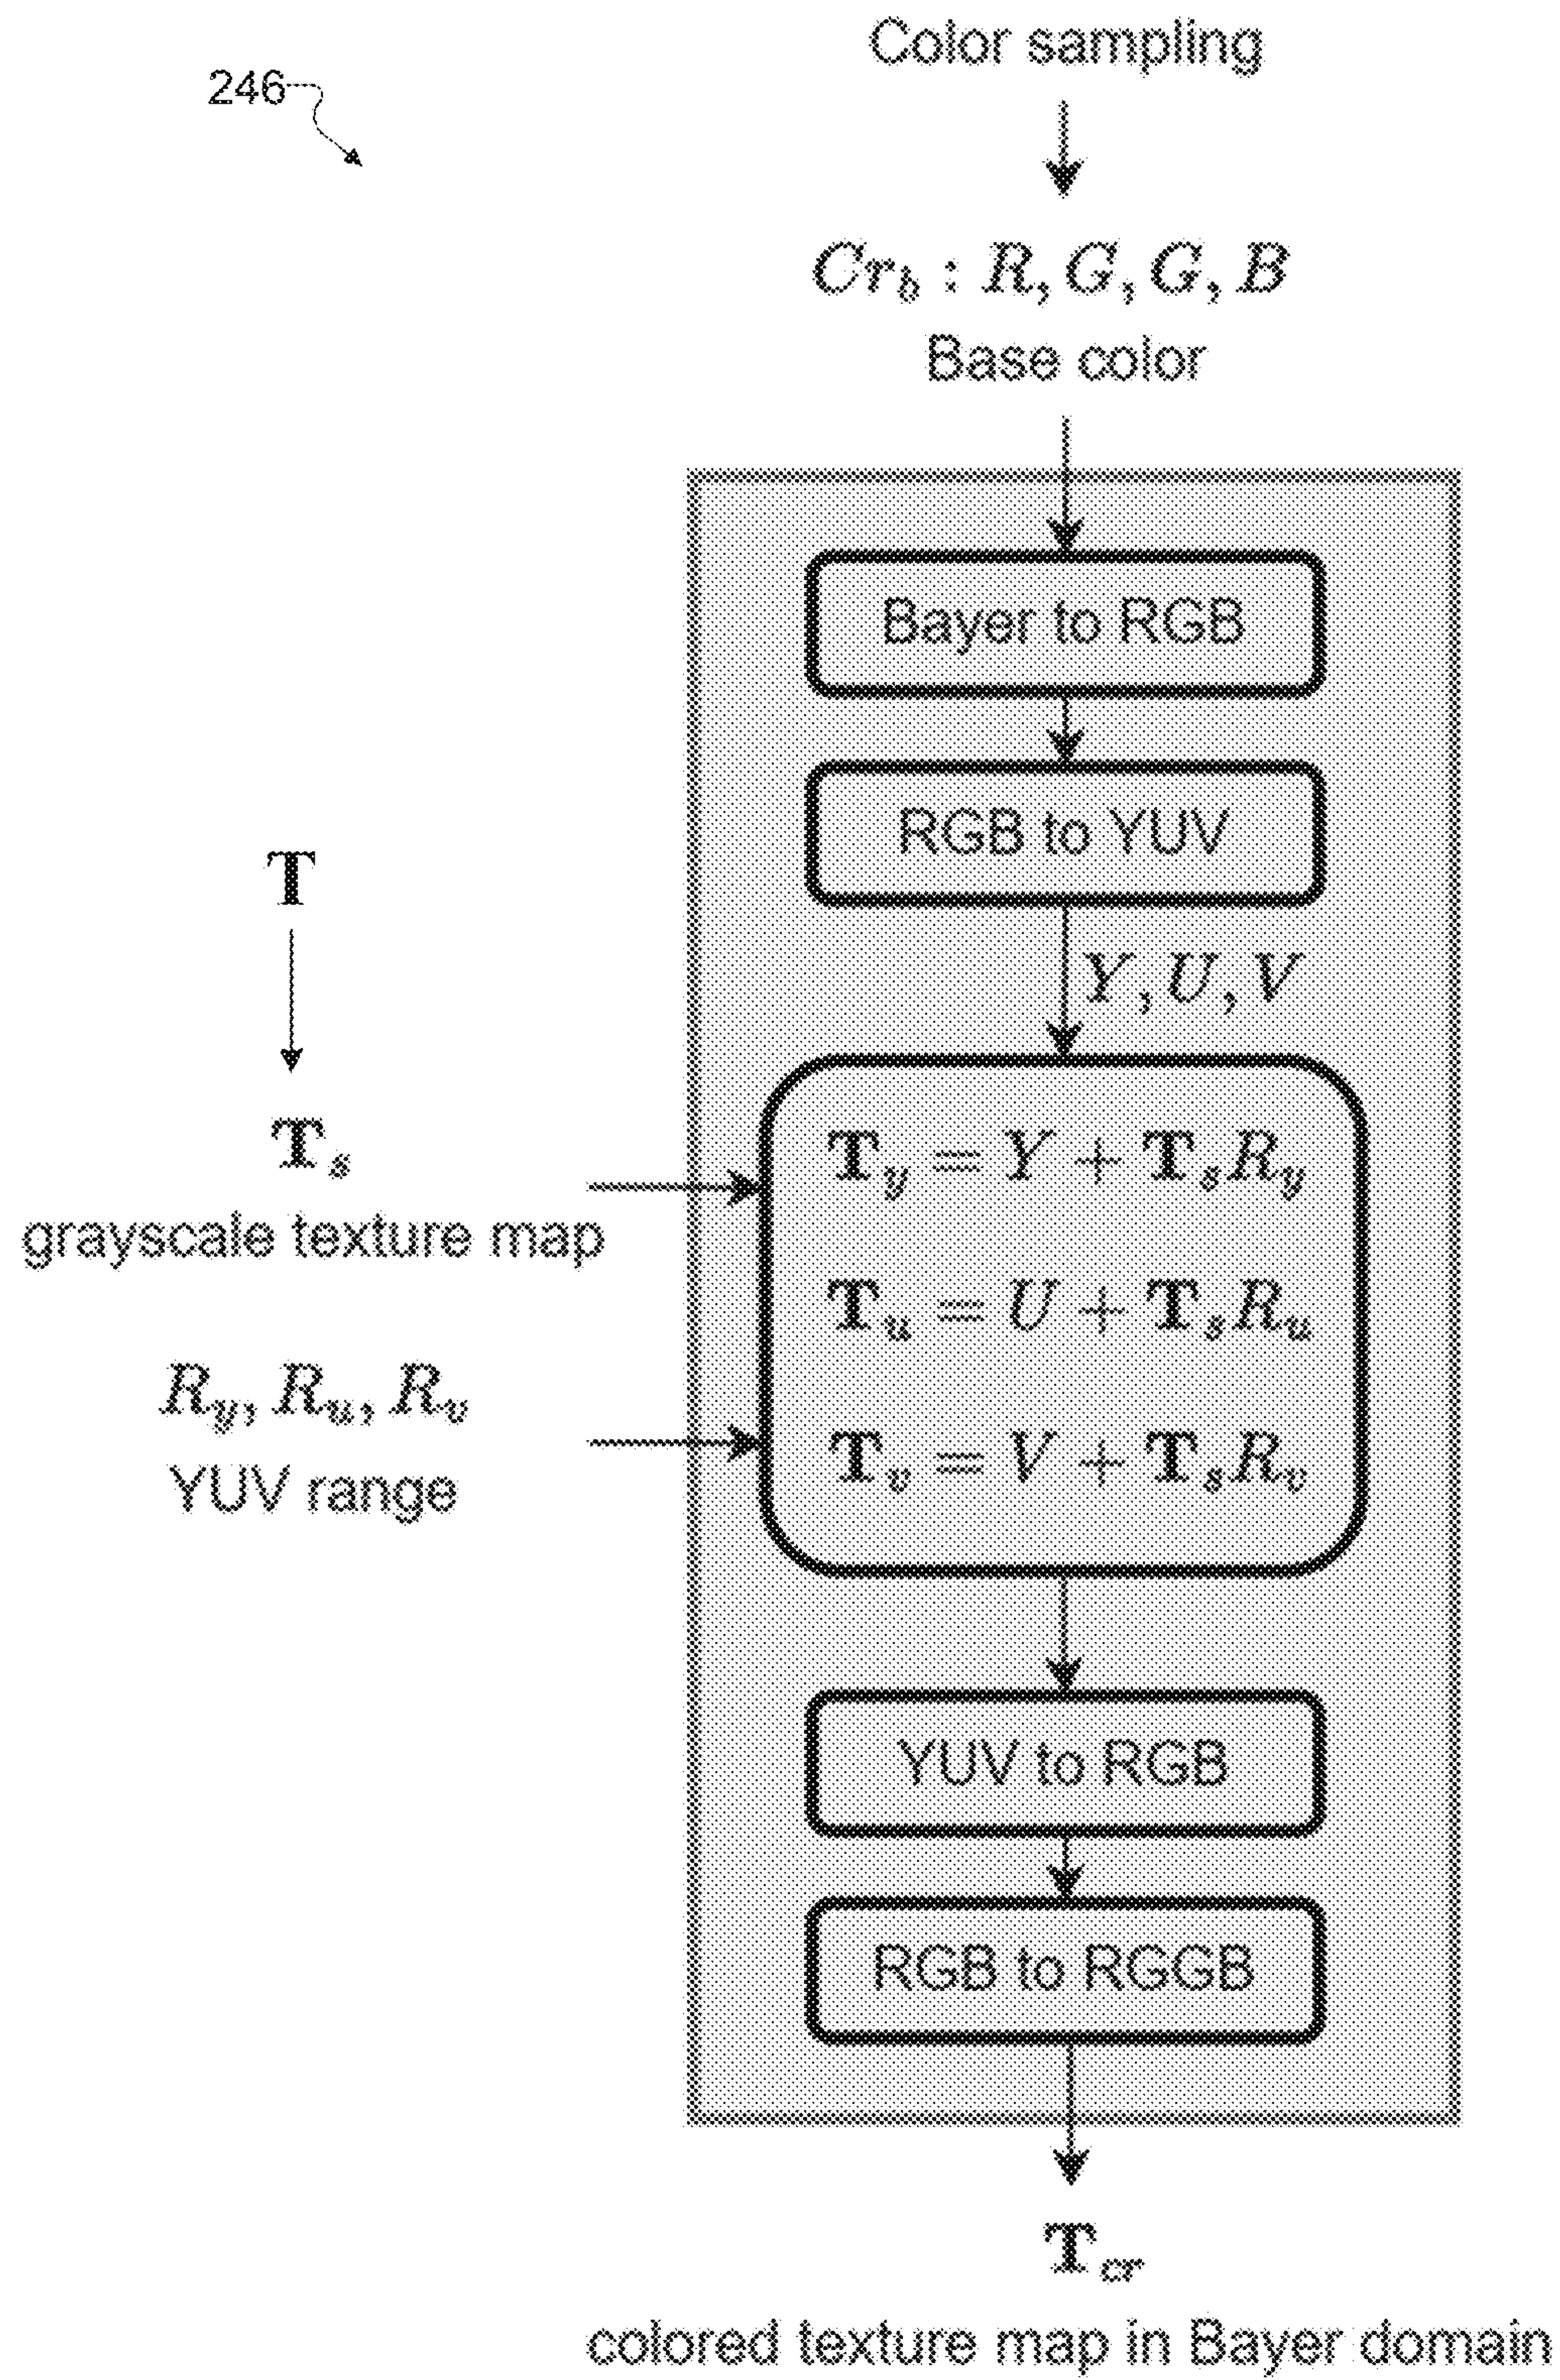 246
Color sampling
Cr_b : R, G, G, B
Base color
Bayer to RGB
RGB to YUV
Y, U, V
T
T_s
grayscale texture map
R_y, R_u, R_v
YUV range
T_y = Y + T_s R_y
T_u = U + T_s R_u
T_v = V + T_s R_v
YUV to RGB
RGB to RGGB
T_cr
colored texture map in Bayer domain